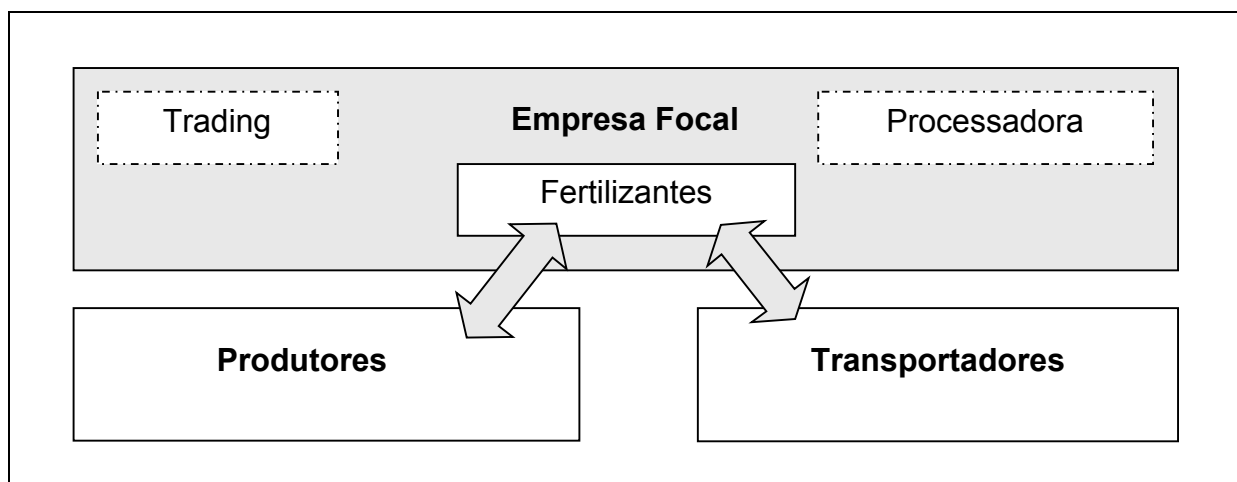 Trading
Empresa Focal
Processadora
Fertilizantes
Produtores
Transportadores